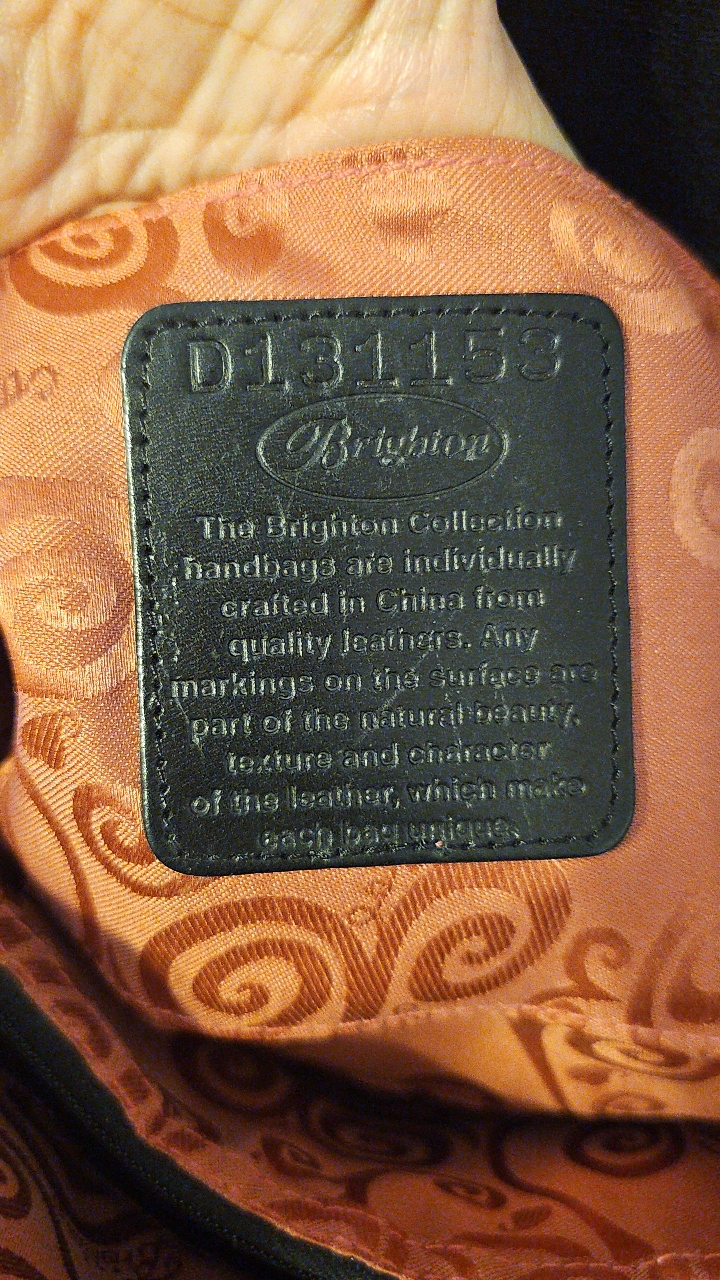 D131153
Brighton
The Brighton Collection
handbags are individually
crafted in China from
quality leathers. Any
markings on the surface are
part of the natural beauty,
texture and character
of the leather, which make
each bag unique.